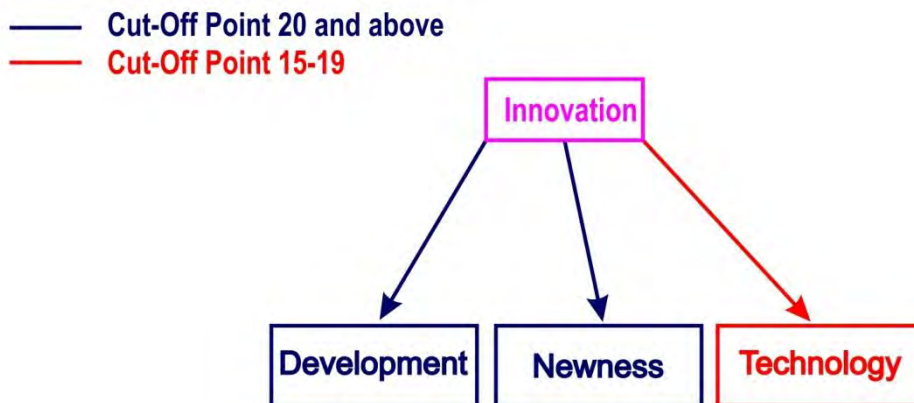 Cut-Off Point 20 and above
Cut-Off Point 15-19
Innovation
Development
Newness
Technology